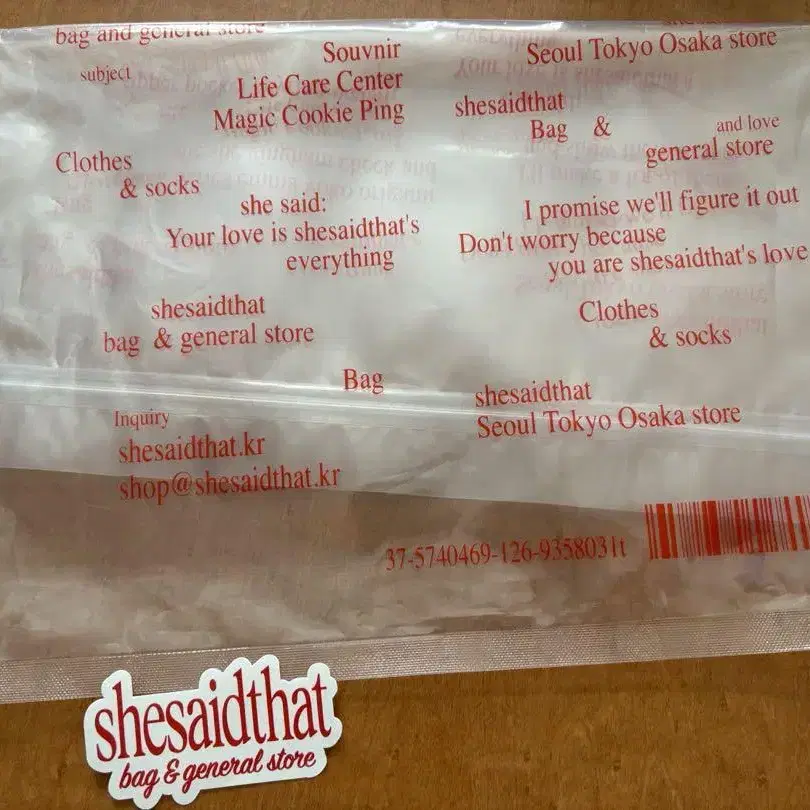 bag and general store
subject
Souvnir
Life Care Center
Magic Cookie Ping
Seoul Tokyo Osaka store
shesaidthat
Bag & and love
general store
Clothes
& socks
she said:
Your love is shesaidthat's
everything
I promise we'll figure it out
Don't worry because
you are shesaidthat's love
shesaidthat
bag & general store
Clothes
& socks
Bag
shesaidthat
Seoul Tokyo Osaka store
Inquiry
shesaidthat.kr
shop@shesaidthat.kr
37-5740469-126-9358031t
shesaidthat
bag & general store